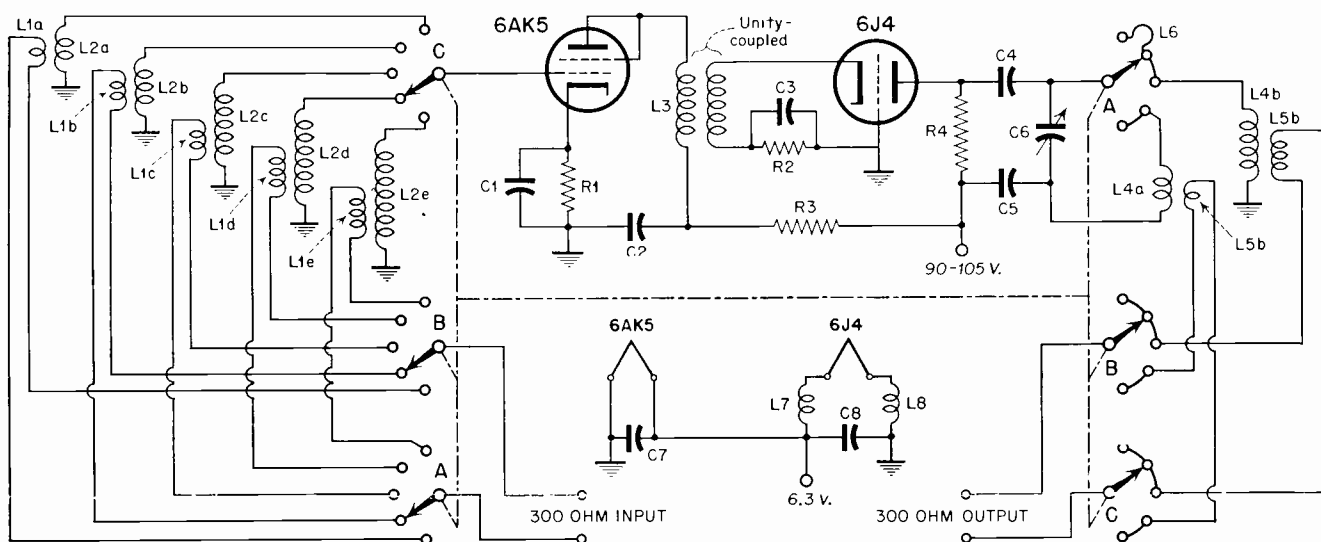 6AK5
6J4
Unity-
coupled
L1a
L2a
L2b
L1b
L2c
L1c
L2d
L1d
L2e
L1e
C
C1
R1
C2
L3
C3
R2
R3
R4
C4
C5
C6
90-105 V.
A
L6
L4b
L5b
L4a
L5b
B
6AK5
6J4
L7
L8
C7
C8
6.3 V.
B
A
C
300 OHM INPUT
300 OHM OUTPUT